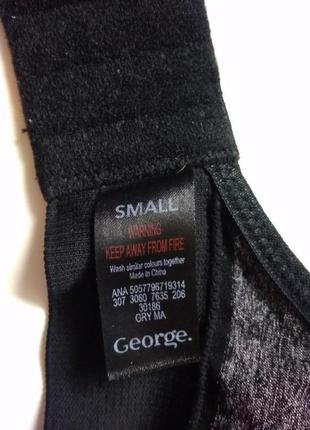 SMALL
WARNING
KEEP AWAY FROM FIRE
Wash similar colours together
Made in China
ANA 5057796719314
307 3060 7635 206
30186
GRY MA
George.